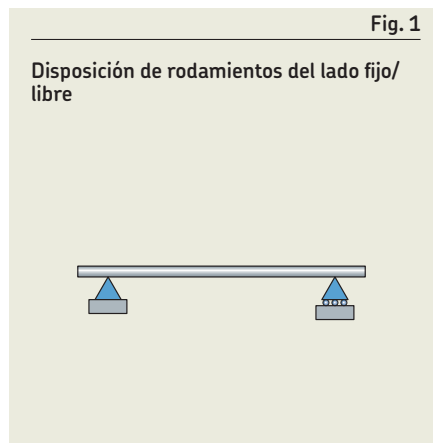 Fig. 1
Disposición de rodamientos del lado fijo/
libre